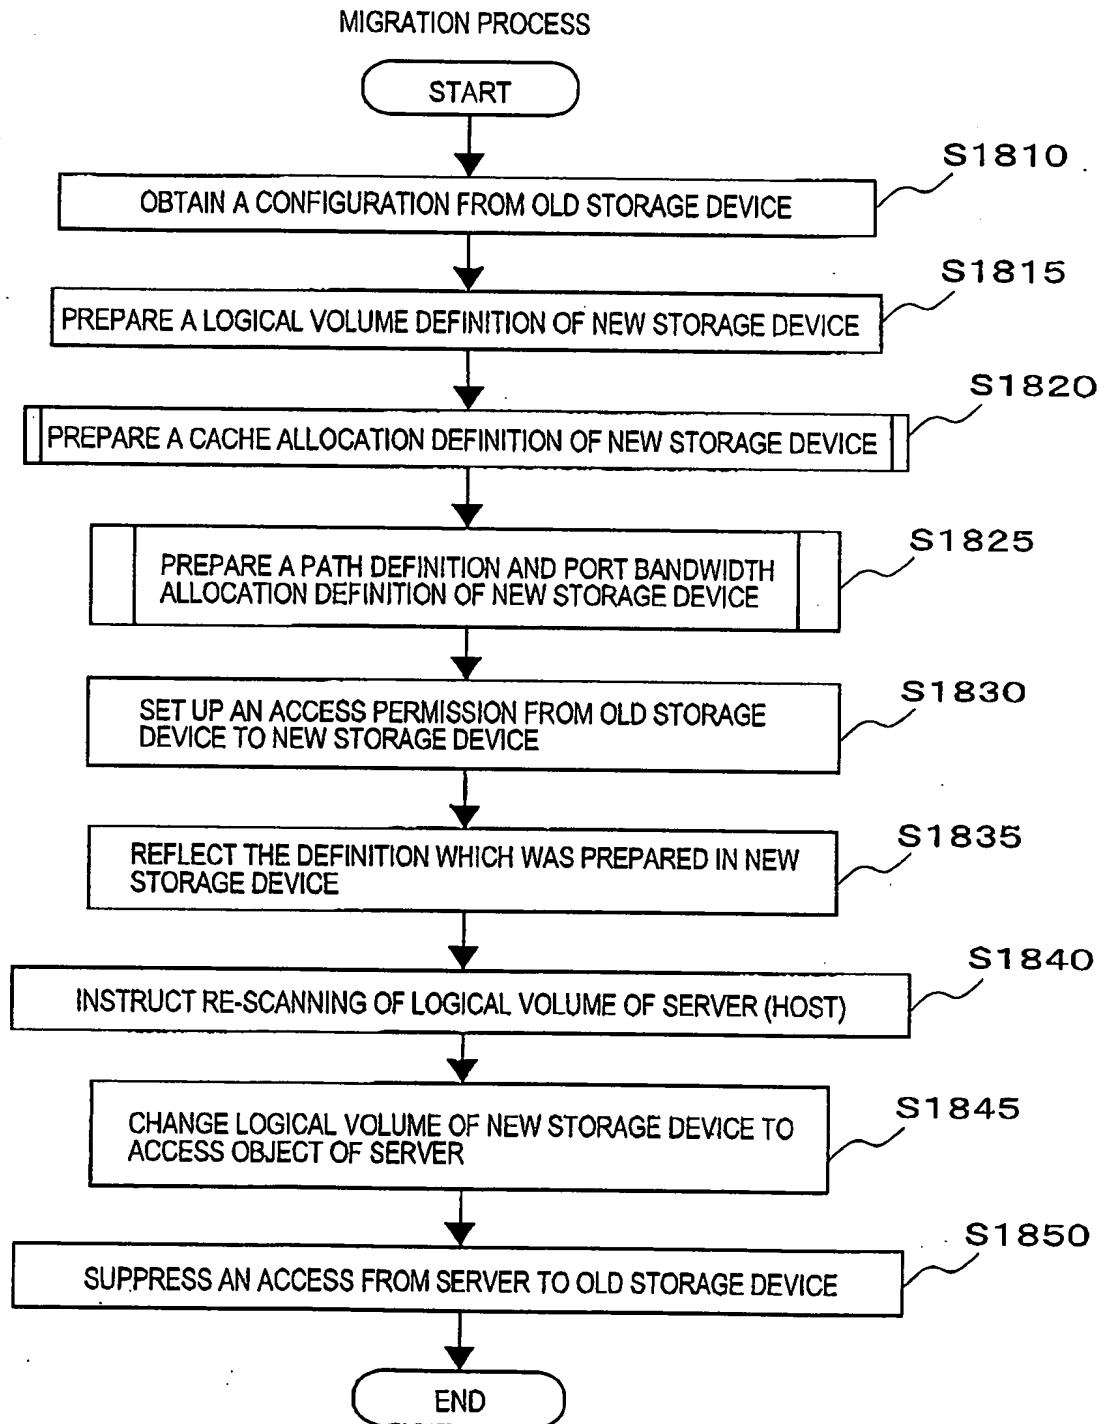 MIGRATION PROCESS
START
S1810
OBTAIN A CONFIGURATION FROM OLD STORAGE DEVICE
S1815
PREPARE A LOGICAL VOLUME DEFINITION OF NEW STORAGE DEVICE
S1820
PREPARE A CACHE ALLOCATION DEFINITION OF NEW STORAGE DEVICE
S1825
PREPARE A PATH DEFINITION AND PORT BANDWIDTH
ALLOCATION DEFINITION OF NEW STORAGE DEVICE
S1830
SET UP AN ACCESS PERMISSION FROM OLD STORAGE
DEVICE TO NEW STORAGE DEVICE
S1835
REFLECT THE DEFINITION WHICH WAS PREPARED IN NEW
STORAGE DEVICE
S1840
INSTRUCT RE-SCANNING OF LOGICAL VOLUME OF SERVER (HOST)
S1845
CHANGE LOGICAL VOLUME OF NEW STORAGE DEVICE TO
ACCESS OBJECT OF SERVER
S1850
SUPPRESS AN ACCESS FROM SERVER TO OLD STORAGE DEVICE
END